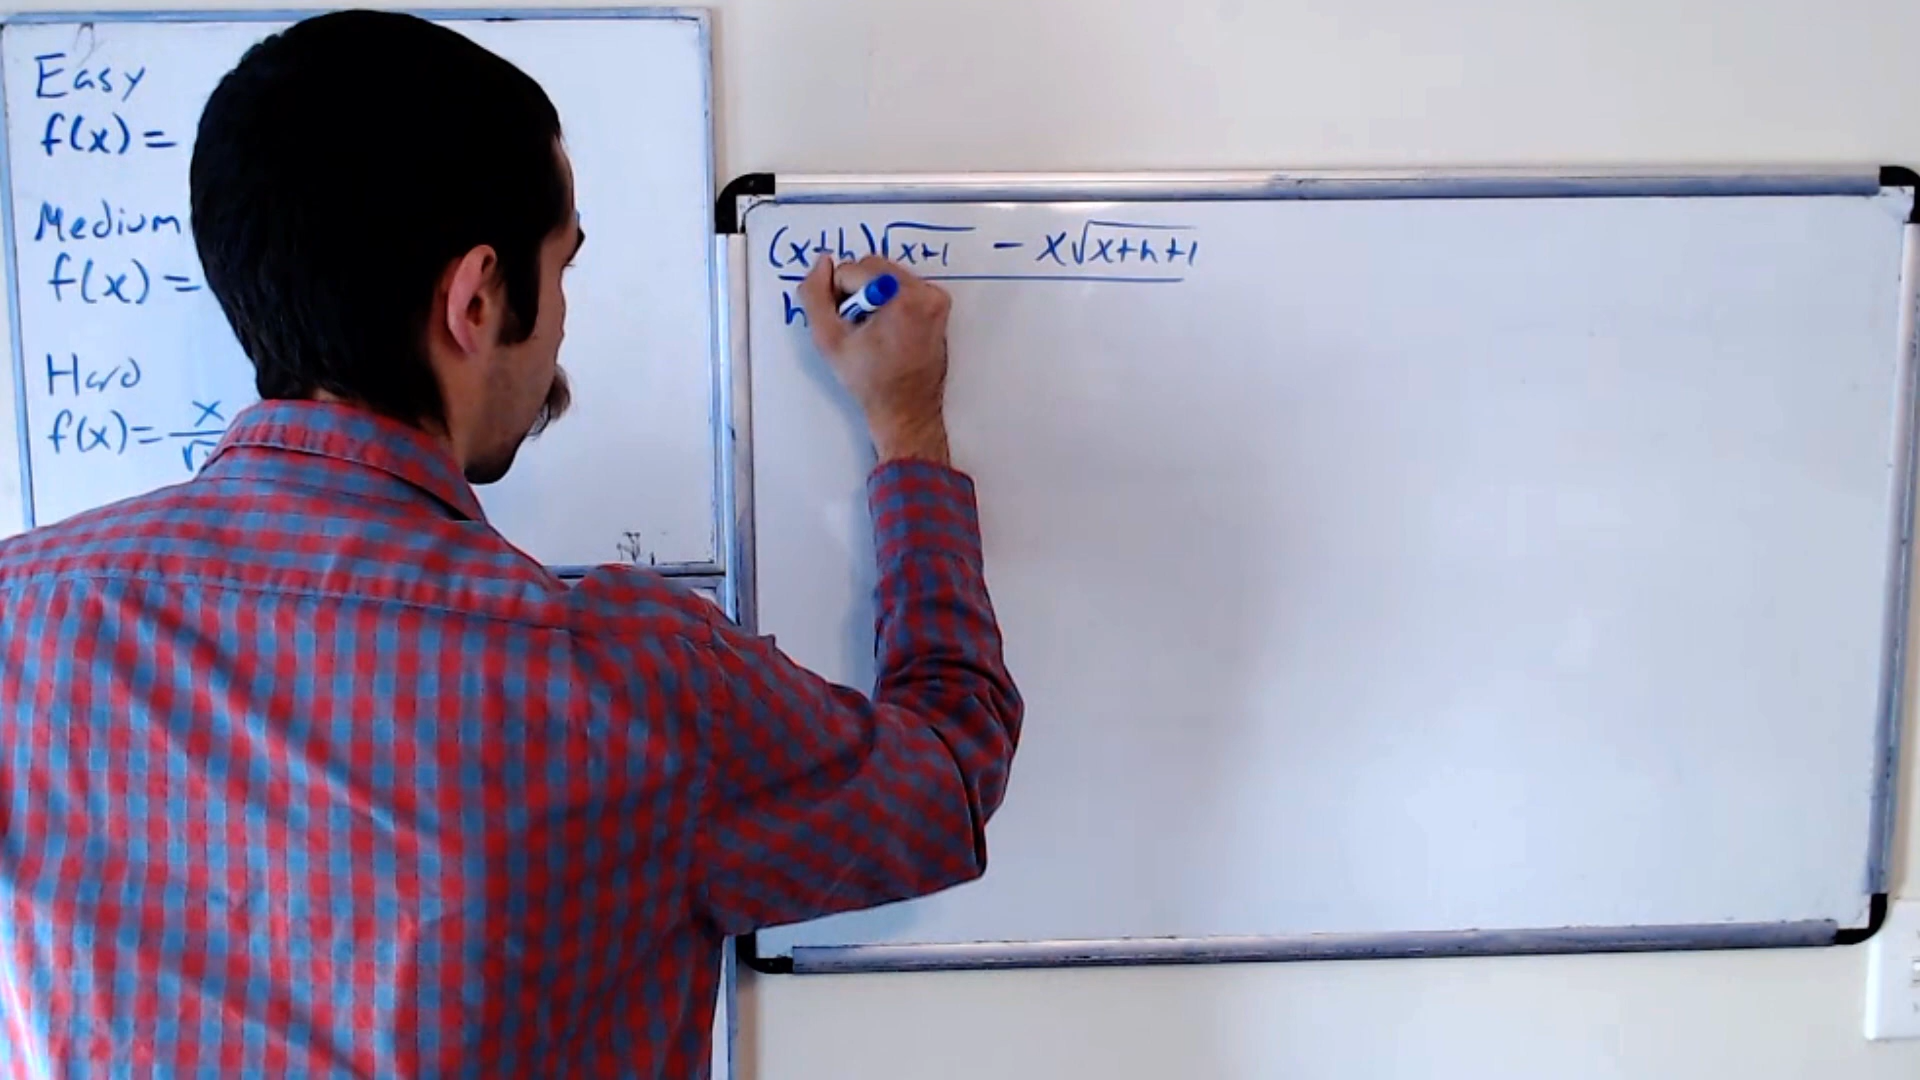 Easy
f(x) =
Medium
f(x) =
Hard
f(x) = x
√
(x+h)√x+1 - x√x+h+1
h